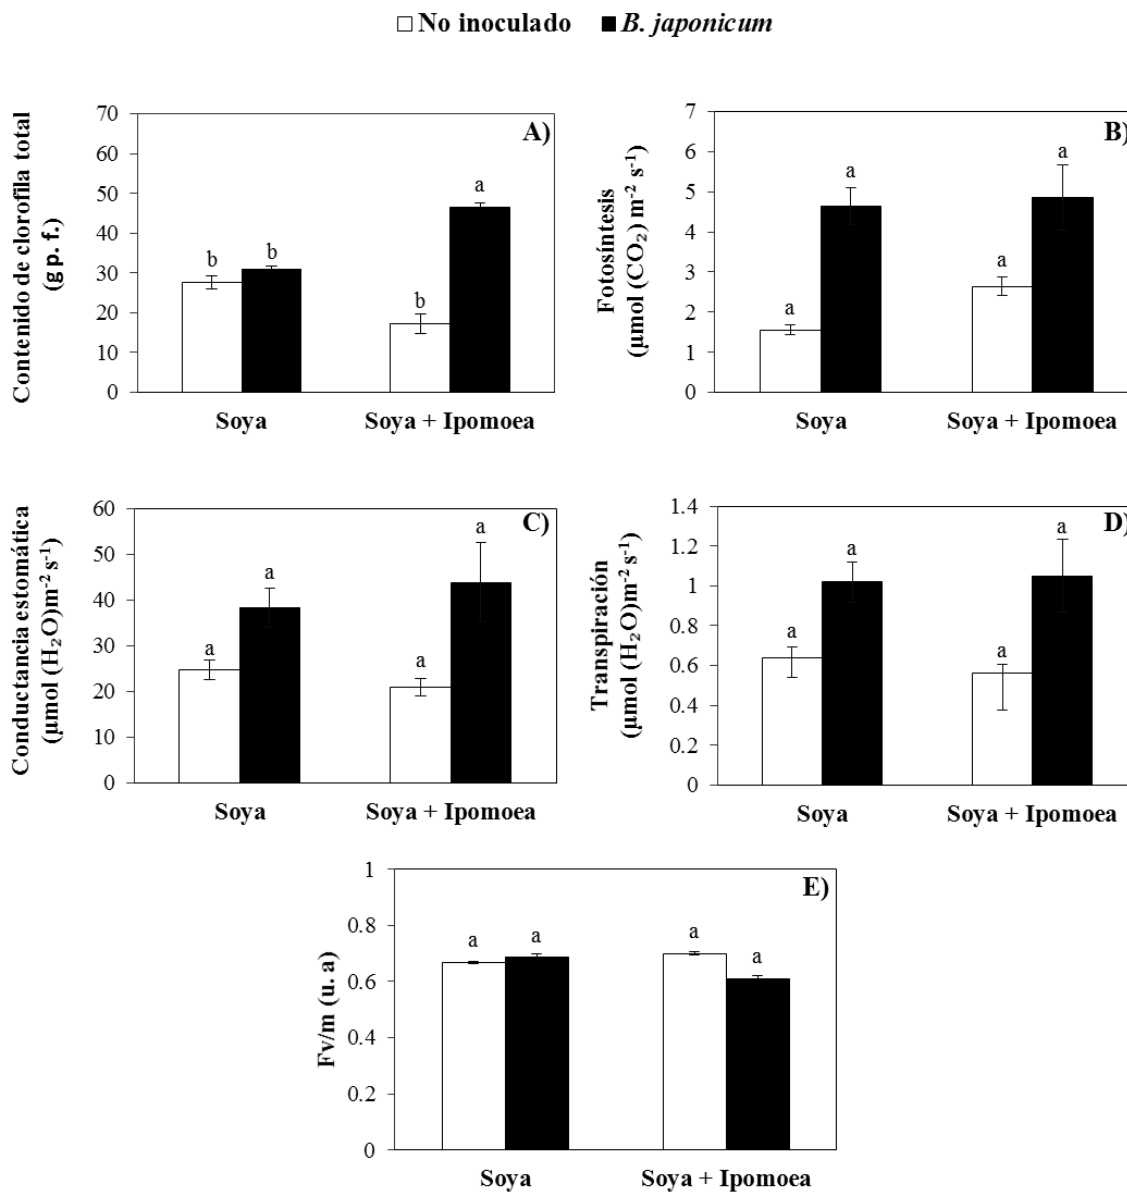 No inoculado B. japonicum
A)
Contenido de clorofila total
(g p. f.)
70
60
50
40
30
20
10
0
b
b
b
a
Soya
Soya + Ipomoea
B)
Fotosíntesis
(µmol (CO₂) m⁻² s⁻¹)
7
6
5
4
3
2
1
0
a
a
a
a
Soya
Soya + Ipomoea
C)
Conductancia estomática
(µmol (H₂O)m⁻² s⁻¹)
60
50
40
30
20
10
0
a
a
a
a
Soya
Soya + Ipomoea
D)
Transpiración
(µmol (H₂O)m⁻² s⁻¹)
1.4
1.2
1
0.8
0.6
0.4
0.2
0
a
a
a
a
Soya
Soya + Ipomoea
E)
Fv/m (u. a)
1
0.8
0.6
0.4
0.2
0
a
a
a
a
Soya
Soya + Ipomoea